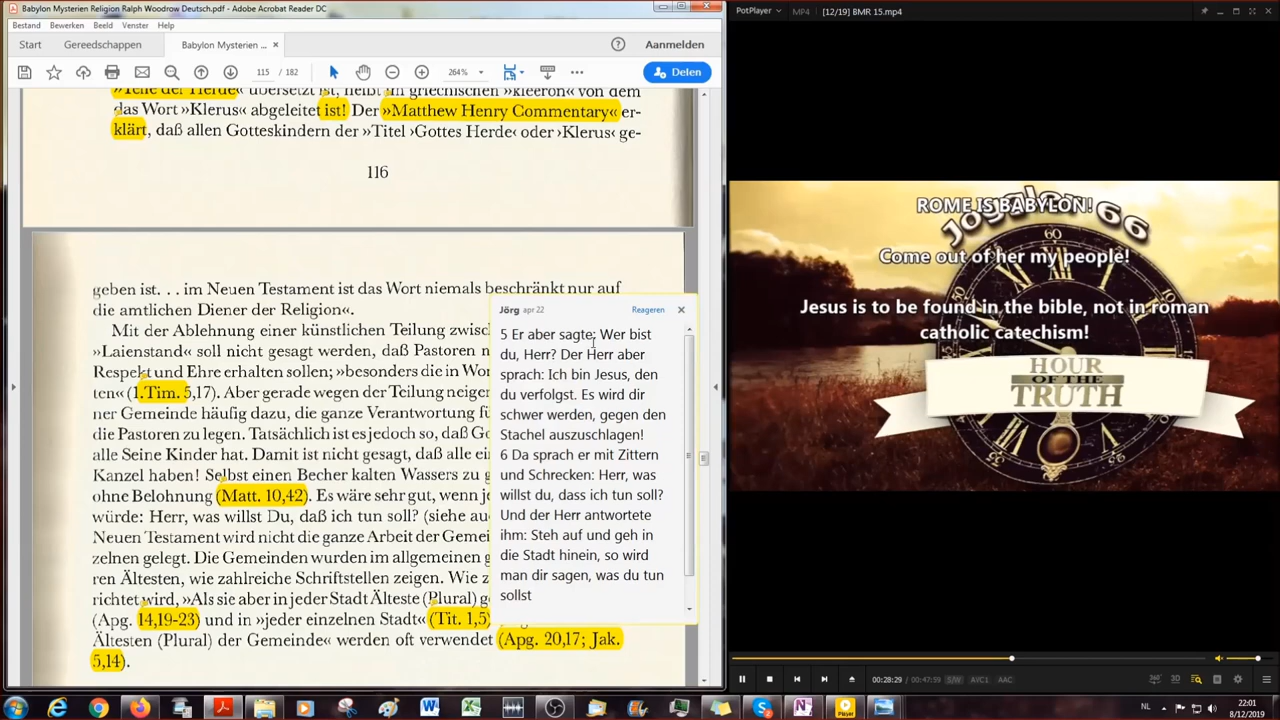 Babylon Mysterien Religion Ralph Woodrow Deutsch.pdf - Adobe Acrobat Reader DC
Bestand Bewerken Beeld Venster Help
Start Gereedschappen Babylon Mysterien ... × Aanmelden
115 / 182 264% Delen
»Teile der Herde« übersetzt ist, heißt im griechischen »kleeron« von dem
das Wort »Klerus« abgeleitet ist! Der »Matthew Henry Commentary« er-
klärt, daß allen Gotteskindern der »Titel ›Gottes Herde‹ oder ›Klerus‹ ge-
116
geben ist. . . im Neuen Testament ist das Wort niemals beschränkt nur auf
die amtlichen Diener der Religion«.
Mit der Ablehnung einer künstlichen Teilung
»Laienstand« soll nicht gesagt werden, daß Pastoren
Respekt und Ehre erhalten sollen; »besonders die in
ten« (1.Tim. 5,17). Aber gerade wegen der Teilung
ner Gemeinde häufig dazu, die ganze Verantwortung
die Pastoren zu legen. Tatsächlich ist es jedoch so, daß
alle Seine Kinder hat. Damit ist nicht gesagt, daß alle
Kanzel haben! Selbst einen Becher kalten Wassers zu
ohne Belohnung (Matt. 10,42). Es wäre sehr gut, wenn
würde: Herr, was willst Du, daß ich tun soll? (siehe
Neuen Testament wird nicht die ganze Arbeit der
zelnen gelegt. Die Gemeinden wurden im allgemeinen
ren Ältesten, wie zahlreiche Schriftstellen zeigen. Wie
richtet wird, »Als sie aber in jeder Stadt Älteste (Plural)
(Apg. 14,19-23) und in »jeder einzelnen Stadt« (Tit. 1,5)
Ältesten (Plural) der Gemeinde« werden oft verwendet (Apg. 20,17; Jak.
5,14).
Jörg apr 22 Reageren
5 Er aber sagte: Wer bist
du, Herr? Der Herr aber
sprach: Ich bin Jesus, den
du verfolgst. Es wird dir
schwer werden, gegen den
Stachel auszuschlagen!
6 Da sprach er mit Zittern
und Schrecken: Herr, was
willst du, dass ich tun soll?
Und der Herr antwortete
ihm: Steh auf und geh in
die Stadt hinein, so wird
man dir sagen, was du tun
sollst
PotPlayer MP4 [12/19] BMR 15.mp4
ROME IS BABYLON!
Joggler 66
60
Come out of her my people!
Jesus is to be found in the bible, not in roman
catholic catechism!
HOUR
OF THE
TRUTH
00:28:29 / 00:47:59 S/W AVC1 AAC
360° 3D
NL 22:01
8/12/2019